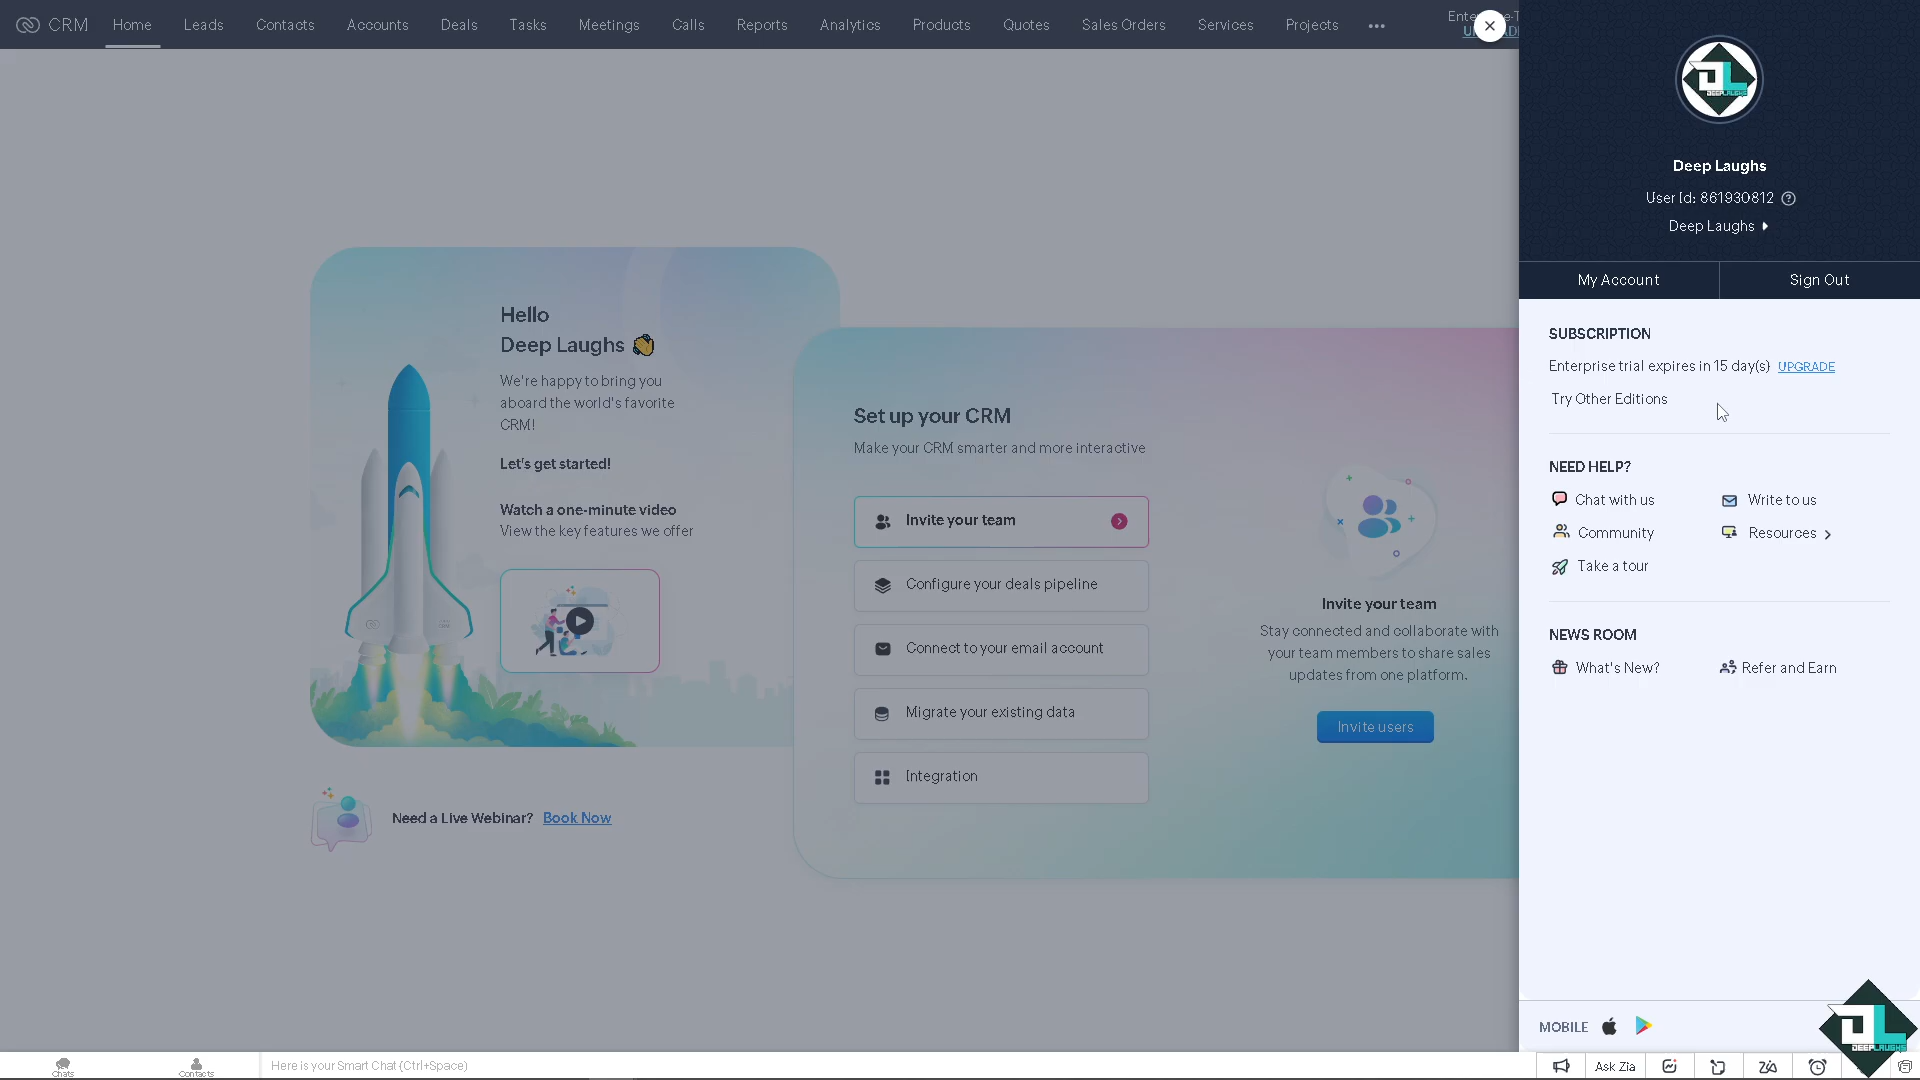 CRM
Home
Leads
Contacts
Accounts
Deals
Tasks
Meetings
Calls
Reports
Analytics
Products
Quotes
Sales Orders
Services
Projects
Deep Laughs
User Id: 861930812
Deep Laughs
My Account
Sign Out
SUBSCRIPTION
Enterprise trial expires in 15 day(s) UPGRADE
Try Other Editions
NEED HELP?
Chat with us
Write to us
Community
Resources
Take a tour
NEWS ROOM
What's New?
Refer and Earn
MOBILE
Hello
Deep Laughs
We're happy to bring you
aboard the world's favorite
CRM!
Let's get started!
Watch a one-minute video
View the key features we offer
Need a Live Webinar? Book Now
Set up your CRM
Make your CRM smarter and more interactive
Invite your team
Configure your deals pipeline
Connect to your email account
Migrate your existing data
Integration
Invite your team
Stay connected and collaborate with
your team members to share sales
updates from one platform.
Invite users
Chats
Contacts
Here is your Smart Chat (Ctrl+Space)
Ask Zia
DL
DEEPLAUGHS